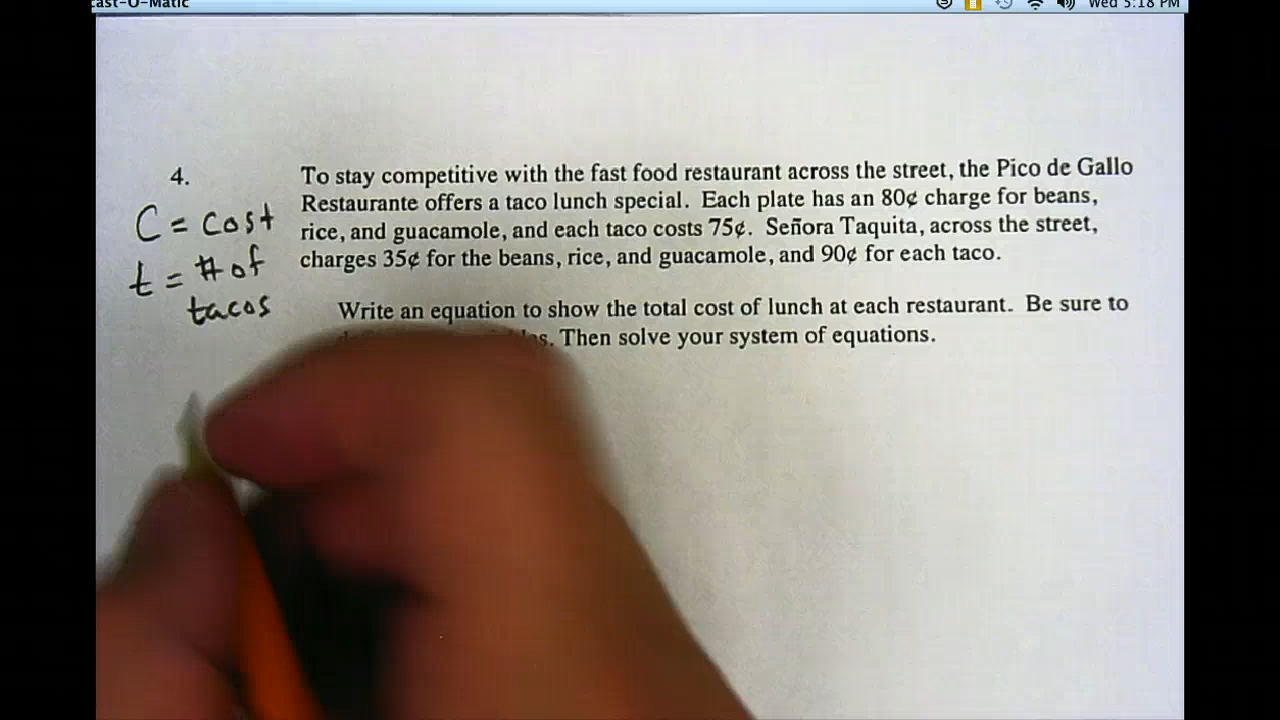 cast-O-Matic
Wed 5:18 PM
4.
To stay competitive with the fast food restaurant across the street, the Pico de Gallo
Restaurante offers a taco lunch special. Each plate has an 80¢ charge for beans,
rice, and guacamole, and each taco costs 75¢. Señora Taquita, across the street,
charges 35¢ for the beans, rice, and guacamole, and 90¢ for each taco.
Write an equation to show the total cost of lunch at each restaurant. Be sure to
Then solve your system of equations.
C = cost
t = # of
tacos